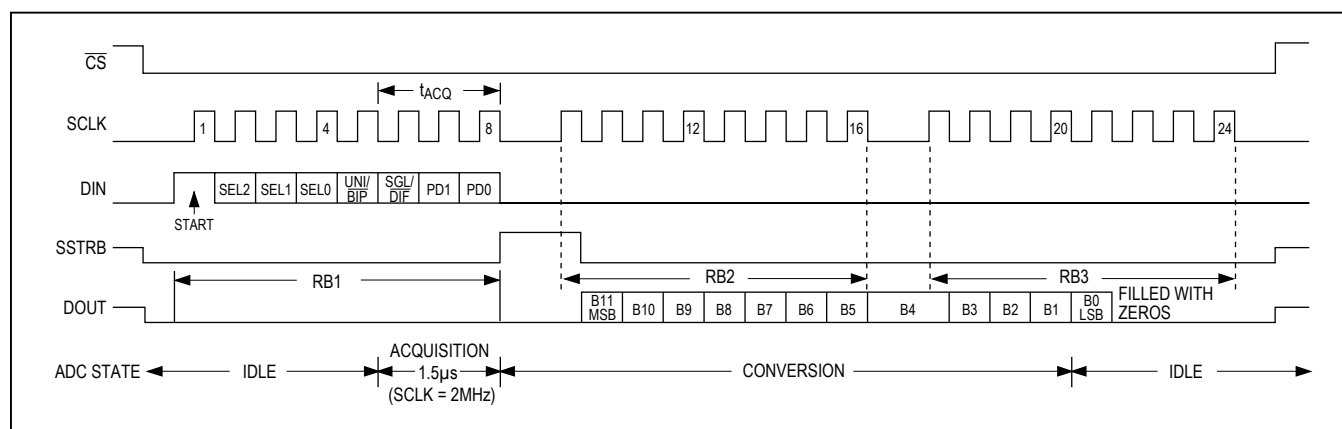 CS
tACQ
SCLK 1 4 8 12 16 20 24
DIN SEL2 SEL1 SEL0 UNI/BIP SGL/DIF PD1 PD0
START
SSTRB
RB1 RB2 RB3
DOUT B11 MSB B10 B9 B8 B7 B6 B5 B4 B3 B2 B1 B0 LSB FILLED WITH ZEROS
ADC STATE IDLE ACQUISITION 1.5µs (SCLK = 2MHz) CONVERSION IDLE